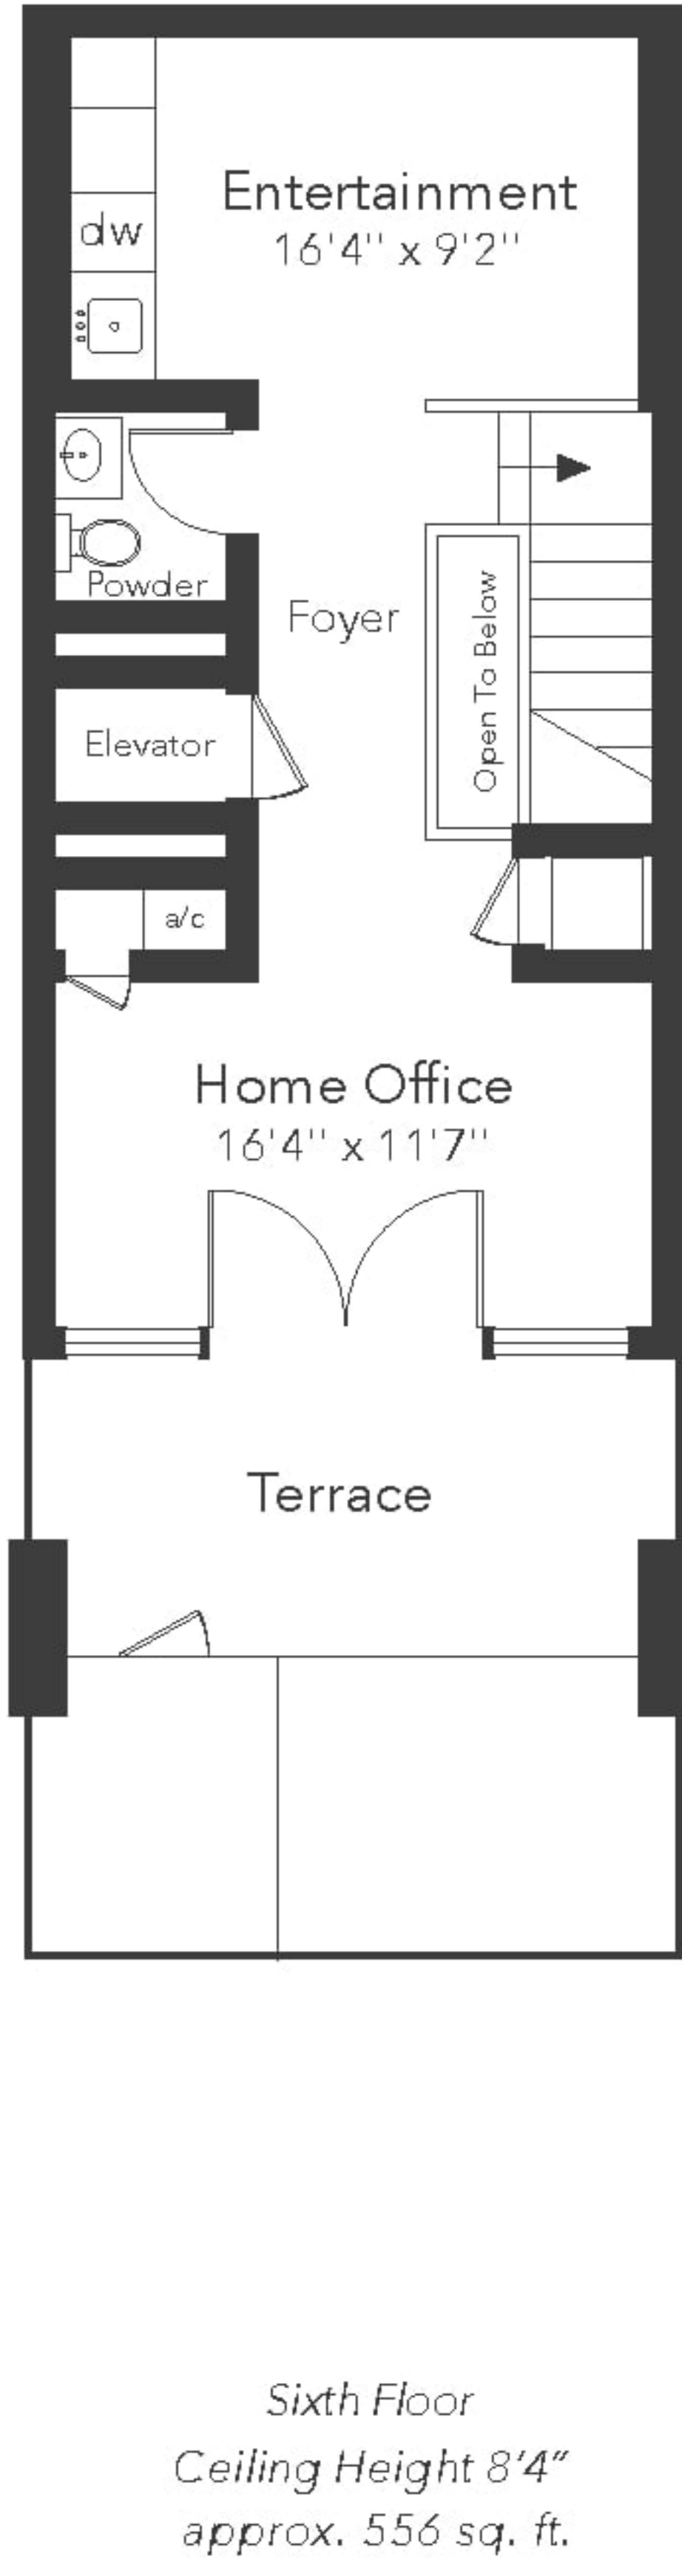 Entertainment
16'4" x 9'2"
dw
Powder
Foyer
Open To Below
Elevator
a/c
Home Office
16'4" x 11'7"
Terrace
Sixth Floor
Ceiling Height 8'4"
approx. 556 sq. ft.